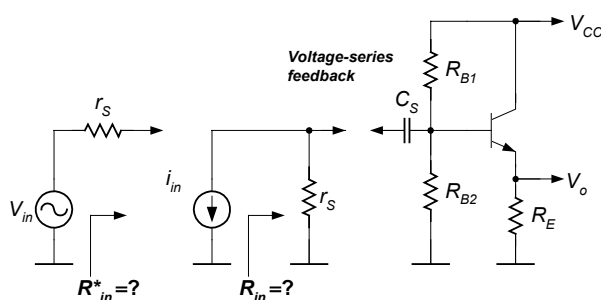 Voltage-series
feedback
V_CC
R_B1
r_S
C_S
i_in
V_in
r_S
R_B2
V_o
R_E
R*_in=?
R_in=?